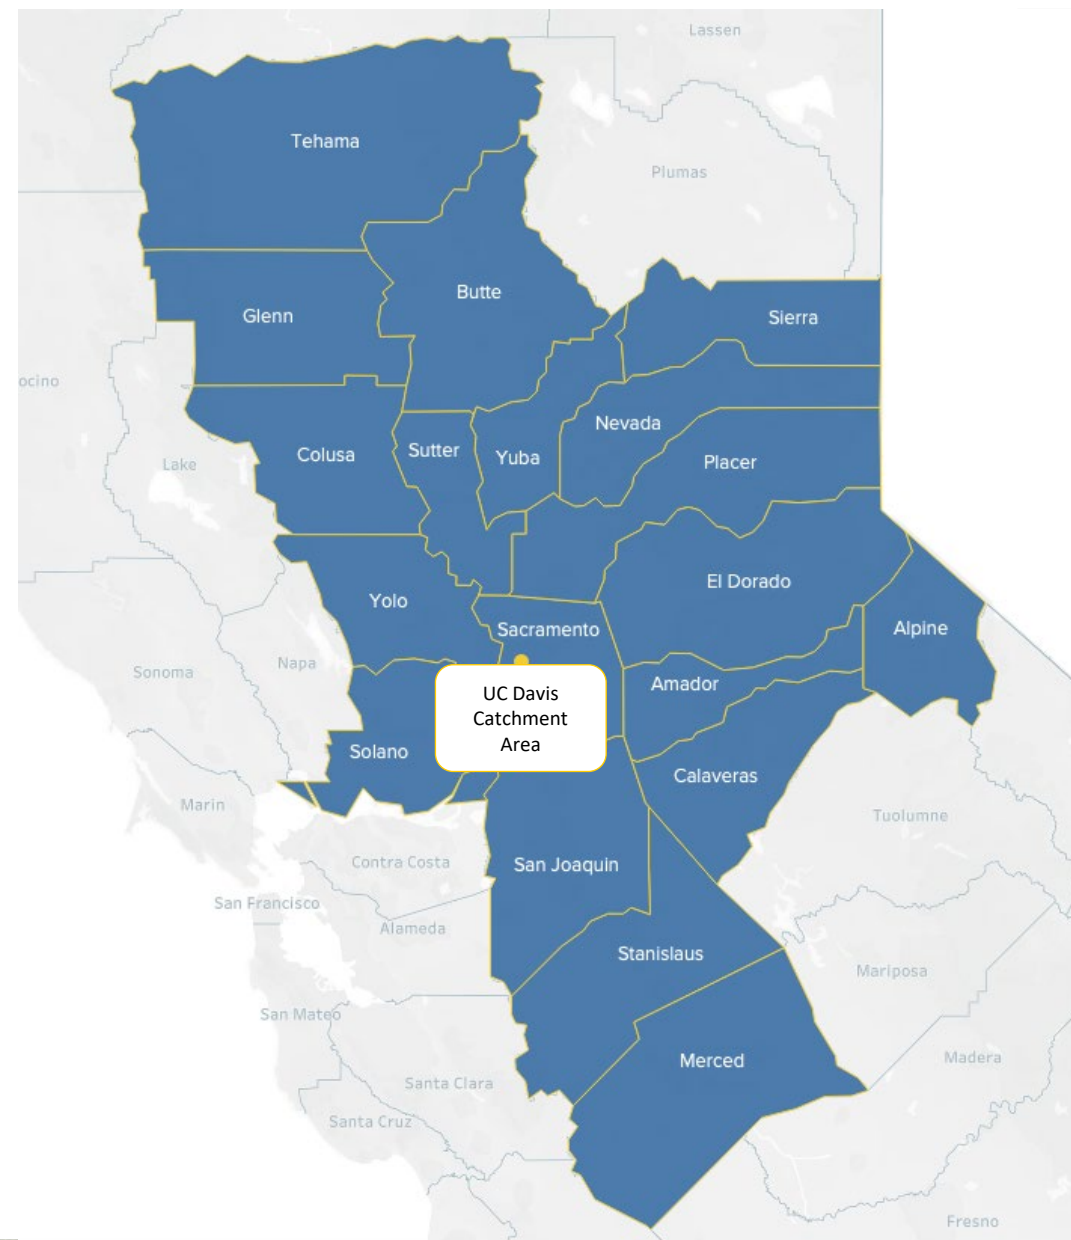 Lassen
Tehama
Plumas
Butte
Glenn
Sierra
ocino
Nevada
Sutter
Yuba
Colusa
Placer
Lake
El Dorado
Yolo
Sacramento
Alpine
Napa
Sonoma
Amador
UC Davis
Catchment
Area
Solano
Calaveras
Marin
Tuolumne
Contra Costa
San Joaquin
San Francisco
Alameda
Stanislaus
Mariposa
San Mateo
Merced
Madera
Santa Clara
Santa Cruz
Fresno